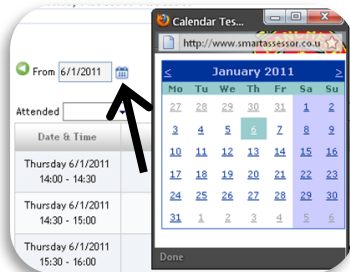 Calendar Tes...
http://www.smartassessor.co.u
From 6/1/2011
Attended
Date & Time
Thursday 6/1/2011
14:00 - 14:30
Thursday 6/1/2011
14:30 - 15:00
Thursday 6/1/2011
15:30 - 16:00
< January 2011 >
Mo Tu We Th Fr Sa Su
27 28 29 30 31 1 2
3 4 5 6 7 8 9
10 11 12 13 14 15 16
17 18 19 20 21 22 23
24 25 26 27 28 29 30
31 1 2 3 4 5 6
Done